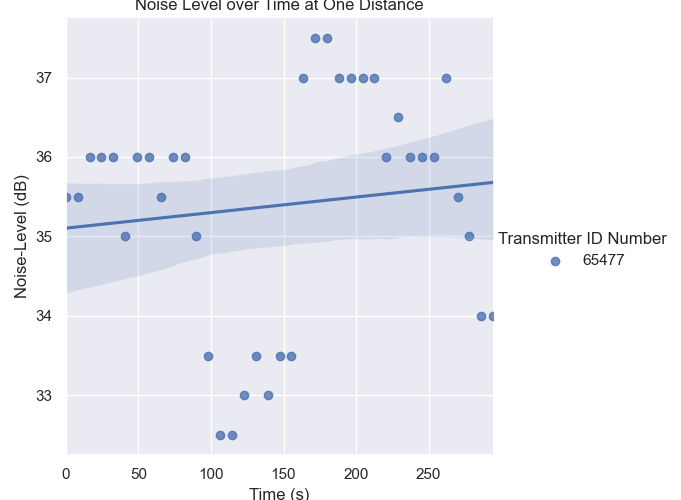 Noise Level over Time at One Distance
37
36
35
34
33
Noise-Level (dB)
0 50 100 150 200 250
Time (s)
Transmitter ID Number
65477